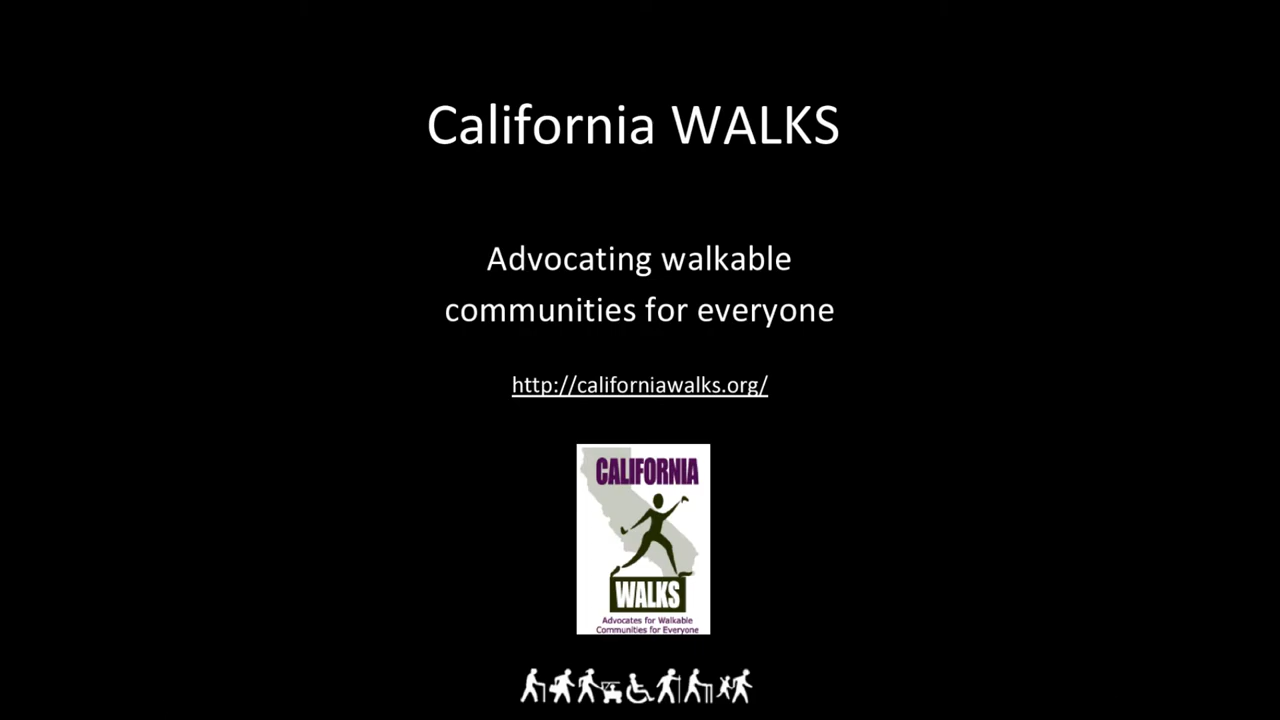 California WALKS
Advocating walkable
communities for everyone
http://californiawalks.org/
CALIFORNIA
WALKS
Advocates for Walkable
Communities for Everyone